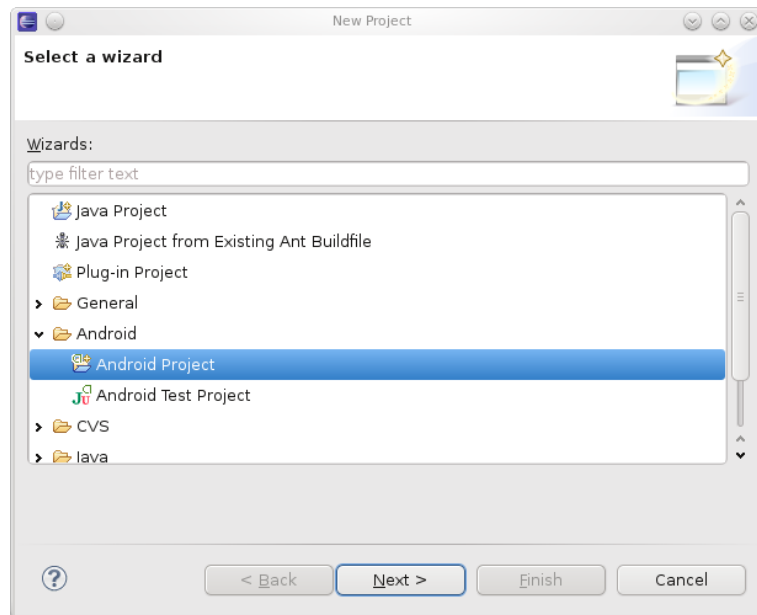 New Project
Select a wizard
Wizards:
type filter text
Java Project
Java Project from Existing Ant Buildfile
Plug-in Project
General
Android
Android Project
Android Test Project
CVS
Java
?
< Back Next > Finish Cancel